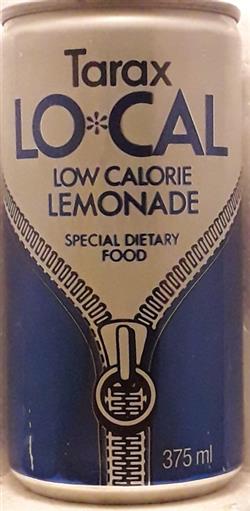 Tarax
LO*CAL
LOW CALORIE
LEMONADE
SPECIAL DIETARY
FOOD
375 ml